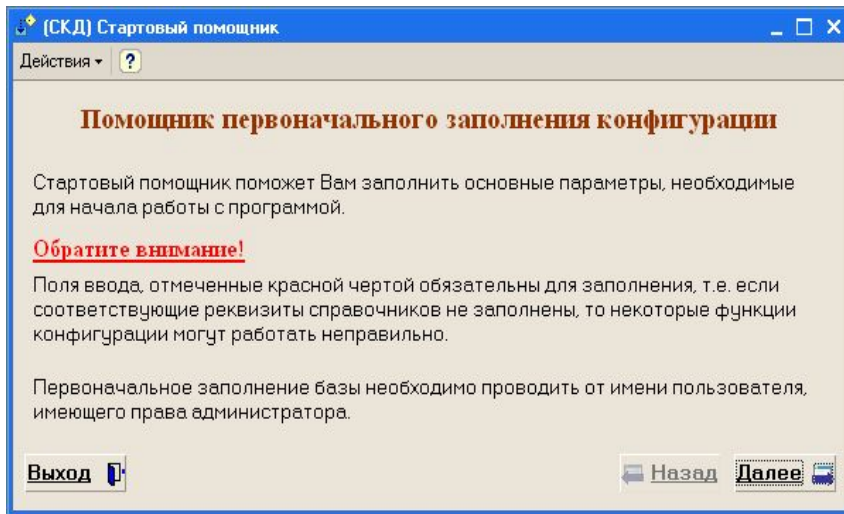 (СКД) Стартовый помощник
Действия
?
Помощник первоначального заполнения конфигурации
Стартовый помощник поможет Вам заполнить основные параметры, необходимые
для начала работы с программой.
Обратите внимание!
Поля ввода, отмеченные красной чертой обязательны для заполнения, т.е. если
соответствующие реквизиты справочников не заполнены, то некоторые функции
конфигурации могут работать неправильно.
Первоначальное заполнение базы необходимо проводить от имени пользователя,
имеющего права администратора.
Выход Назад Далее